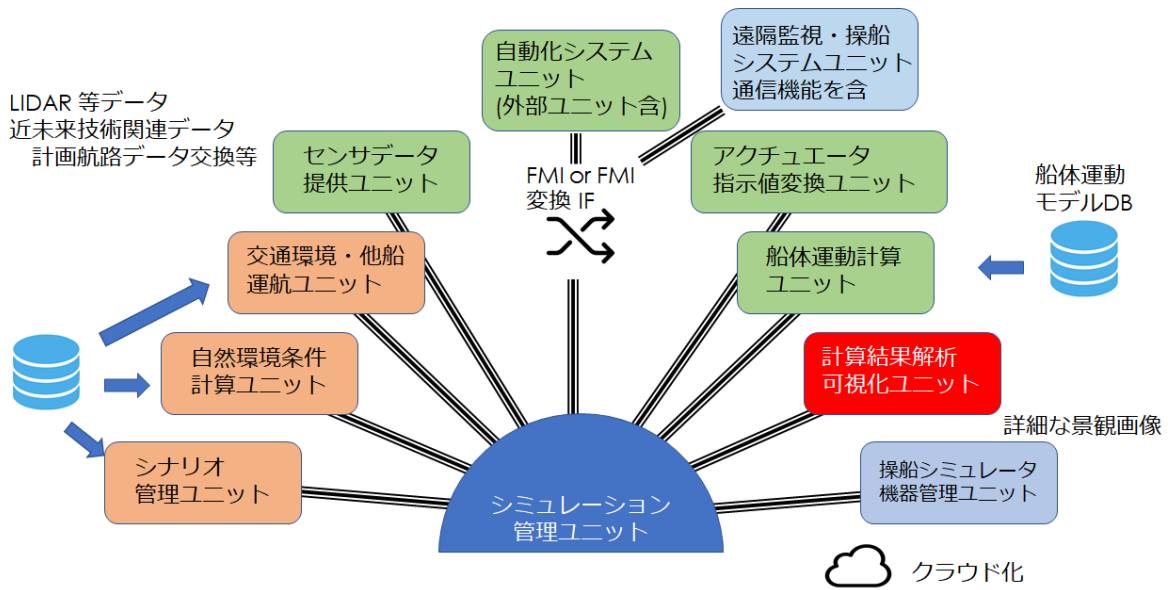 自動化システム
ユニット
(外部ユニット含)
遠隔監視・操船
システムユニット
通信機能を含
LIDAR 等データ
近未来技術関連データ
計画航路データ交換等
センサデータ
提供ユニット
FMI or FMI
変換 IF
アクチュエータ
指示値変換ユニット
船体運動
モデルDB
交通環境・他船
運航ユニット
船体運動計算
ユニット
自然環境条件
計算ユニット
計算結果解析
可視化ユニット
詳細な景観画像
シナリオ
管理ユニット
シミュレーション
管理ユニット
操船シミュレータ
機器管理ユニット
クラウド化